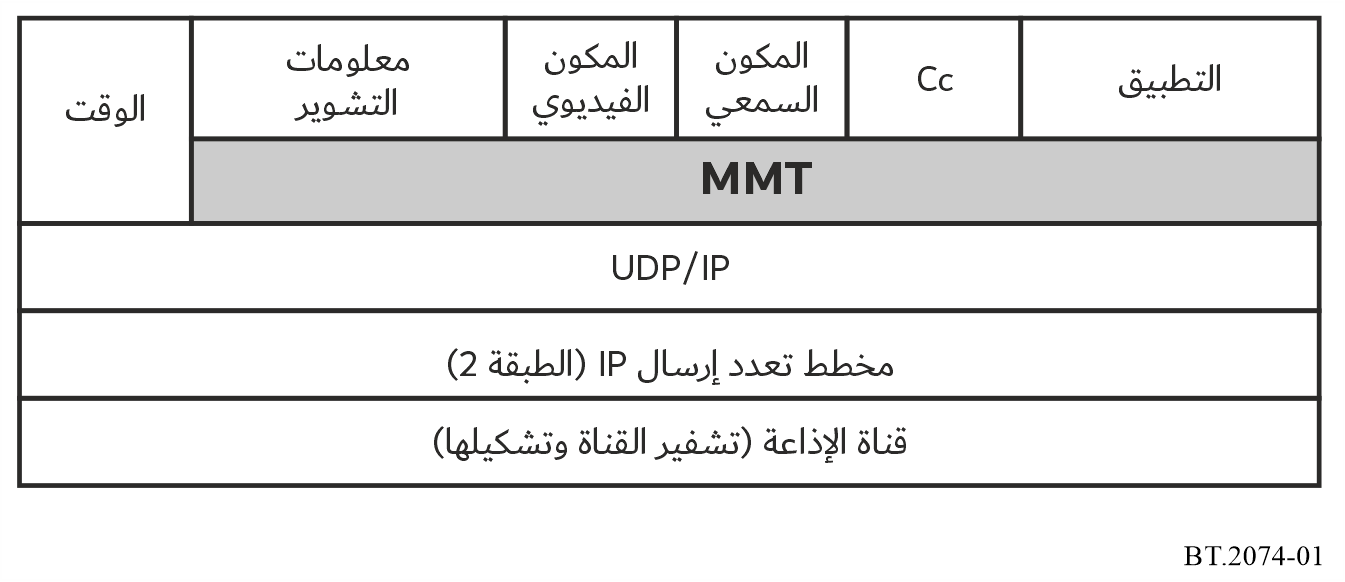 التطبيق
Cc
المكون
السمعي
المكون
الفيديوي
معلومات
التشوير
الوقت
MMT
UDP/IP
مخطط تعدد إرسال IP (الطبقة 2)
قناة الإذاعة (تشفير القناة وتشكيلها)
BT.2074-01